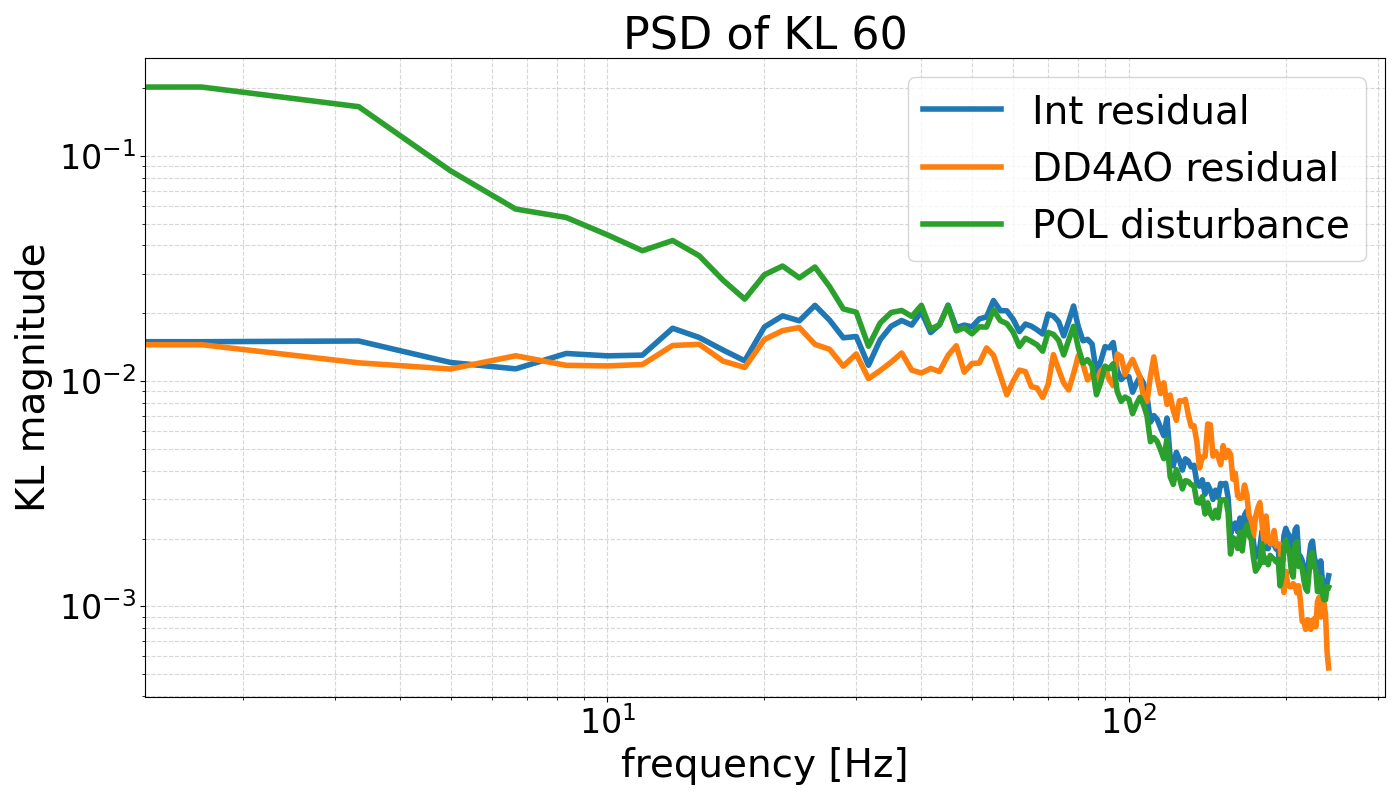 PSD of KL 60
Int residual
DD4AO residual
POL disturbance
KL magnitude
10⁻¹
10⁻²
10⁻³
10¹
10²
frequency [Hz]